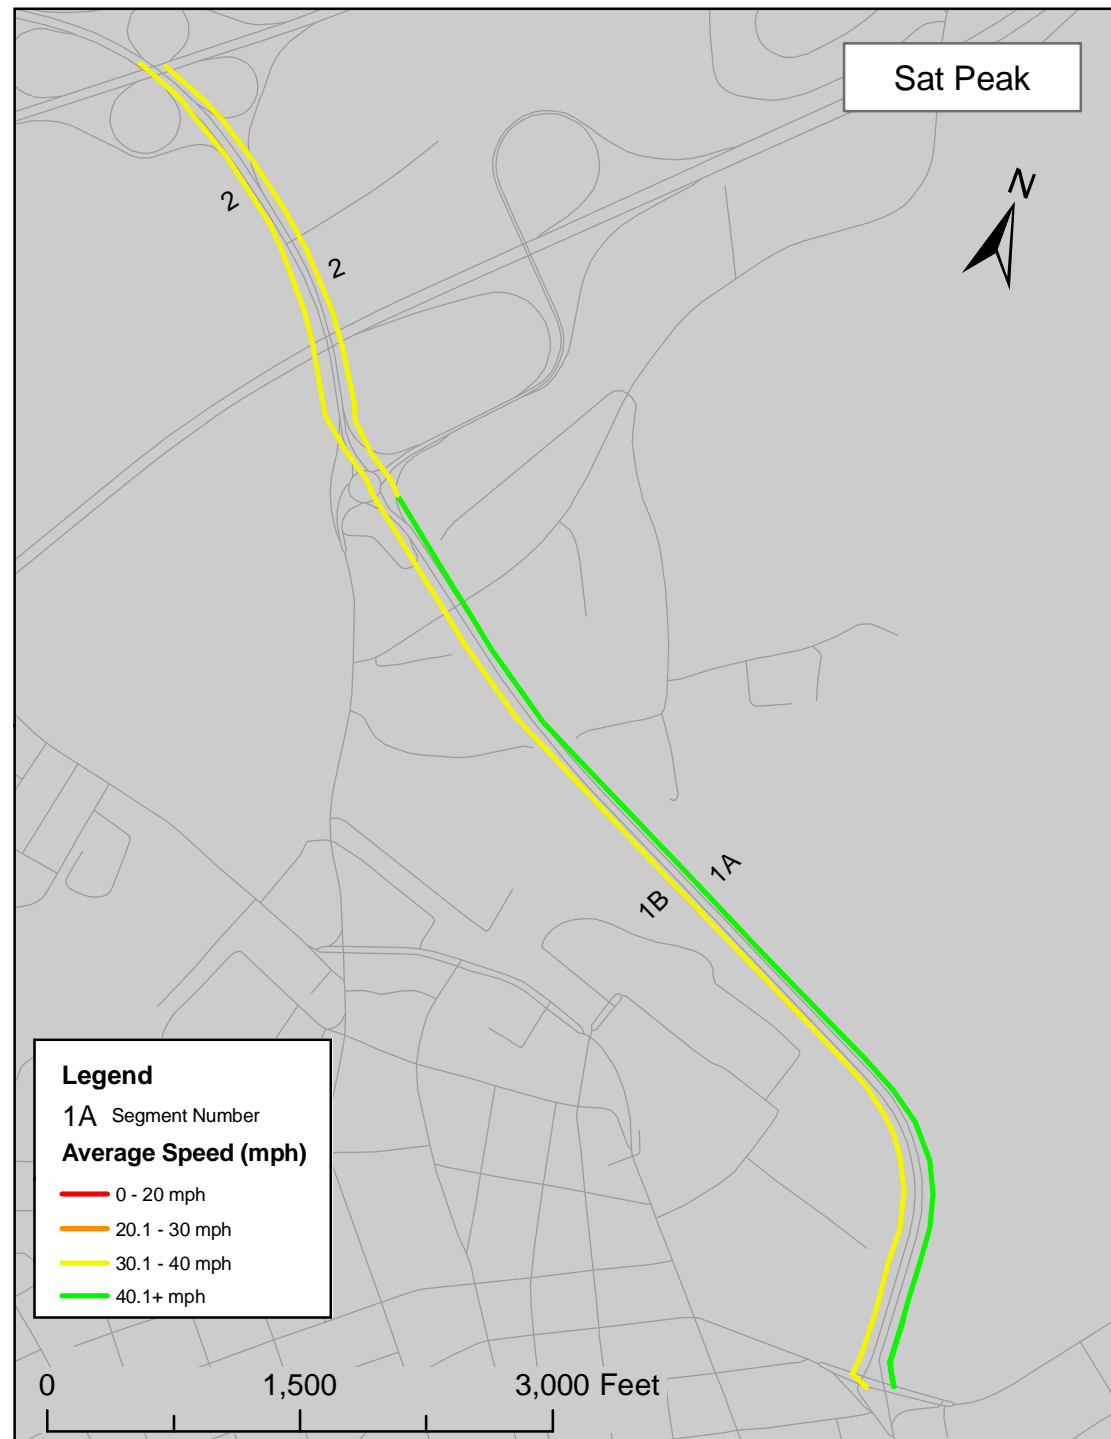 Sat Peak
N
2
2
1A
1B
Legend
1A Segment Number
Average Speed (mph)
0 - 20 mph
20.1 - 30 mph
30.1 - 40 mph
40.1+ mph
0 1,500 3,000 Feet